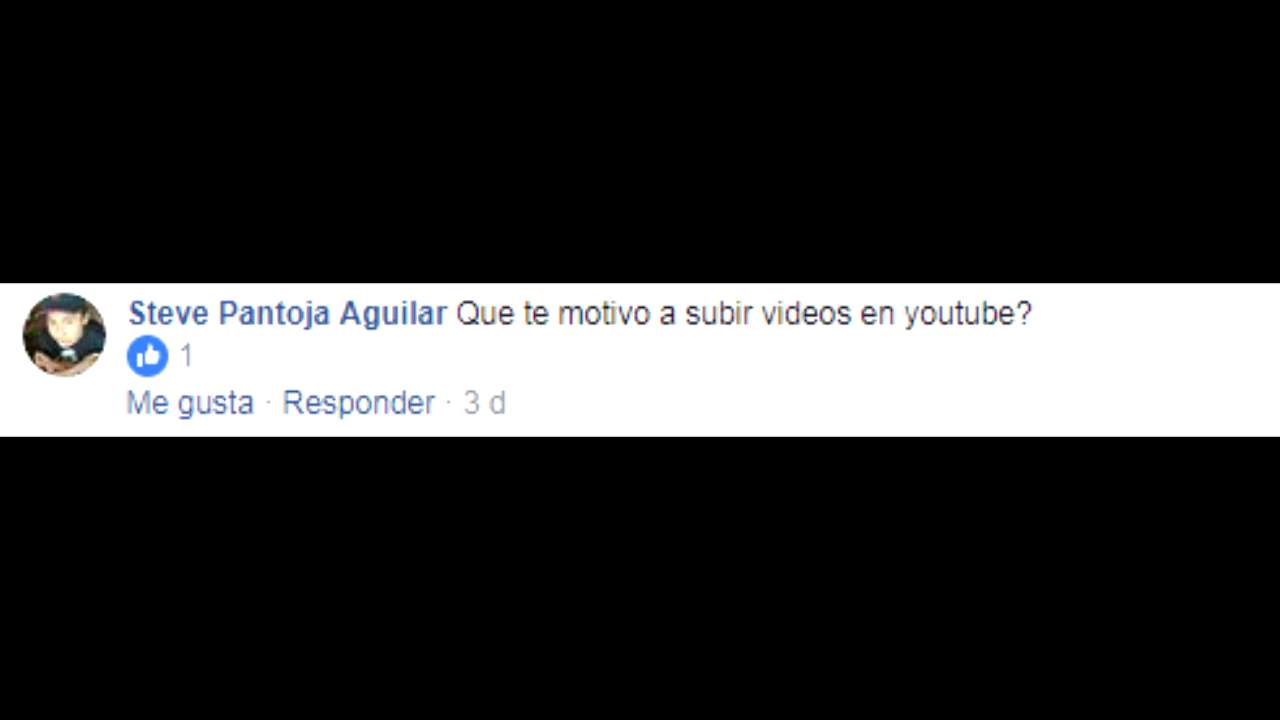 Steve Pantoja Aguilar Que te motivo a subir videos en youtube?
1
Me gusta · Responder · 3 d